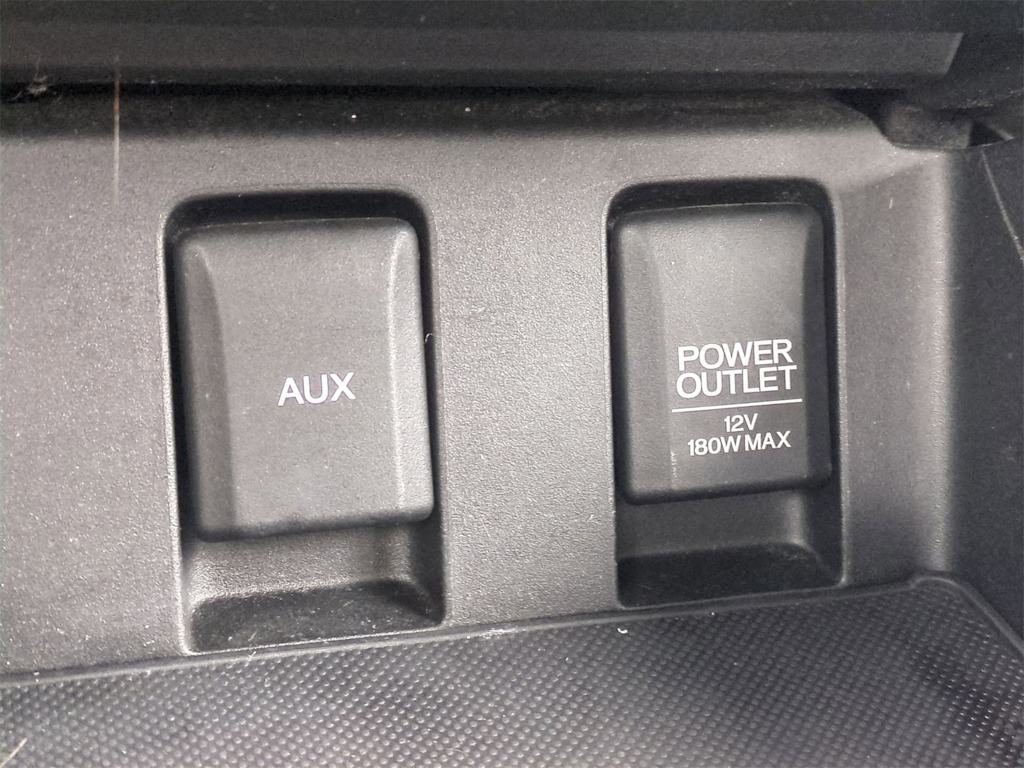 AUX
POWER
OUTLET
12V
180W MAX